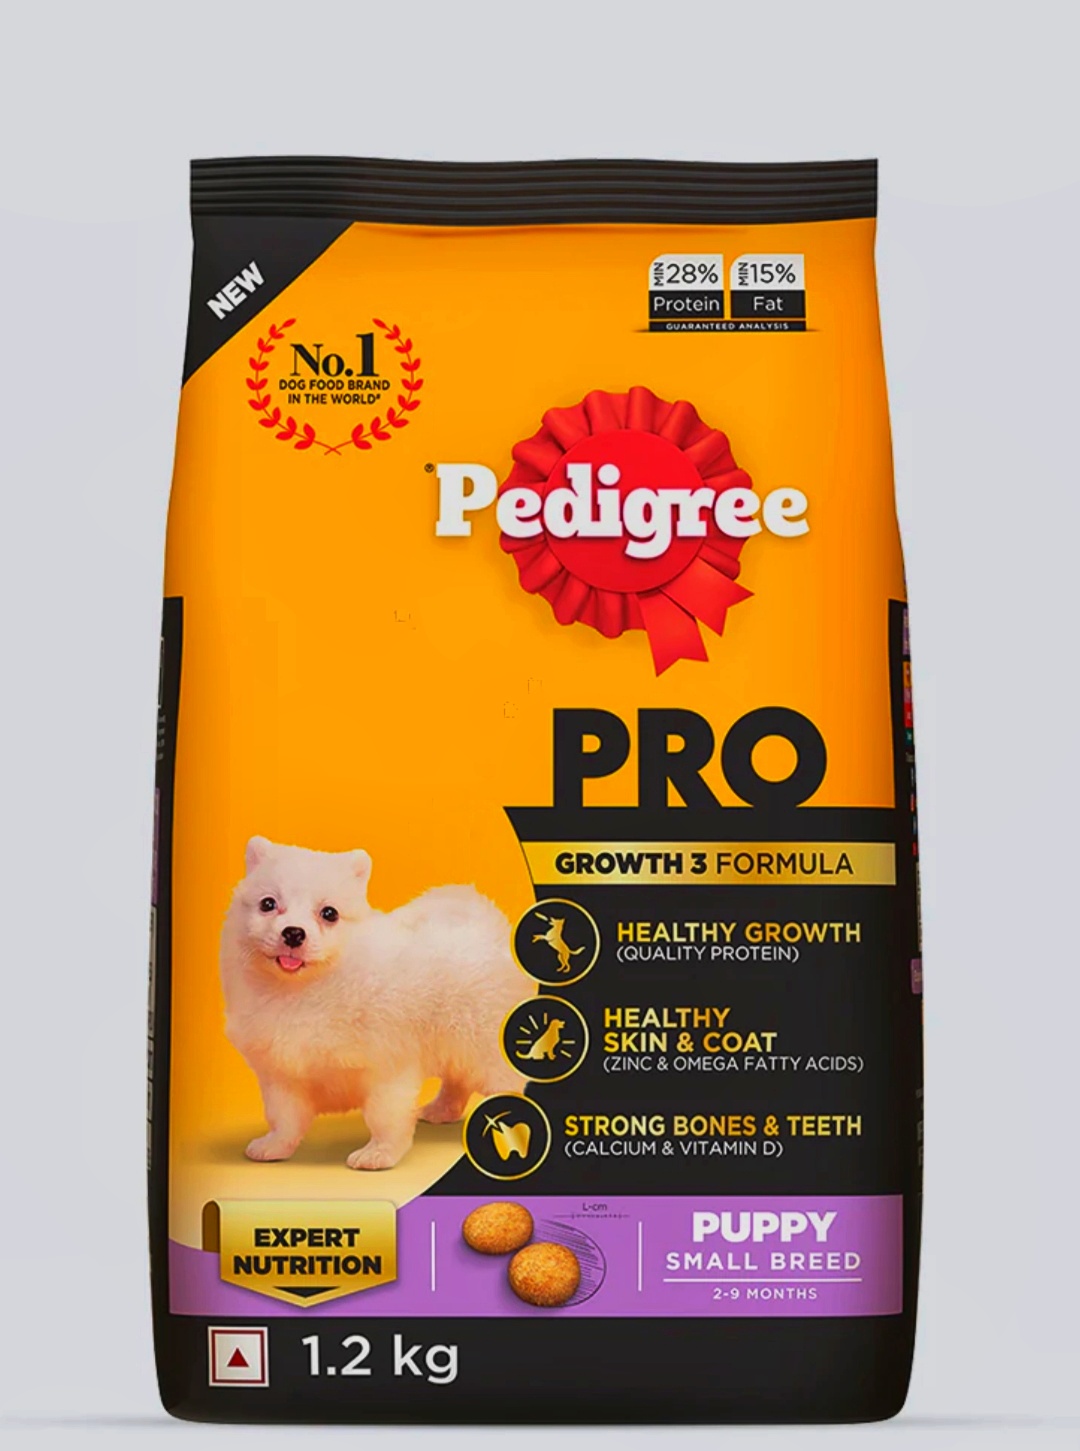 NEW
MIN 28% MIN 15%
Protein Fat
GUARANTEED ANALYSIS
No.1
DOG FOOD BRAND
IN THE WORLD#
®Pedigree
PRO
GROWTH 3 FORMULA
HEALTHY GROWTH
(QUALITY PROTEIN)
HEALTHY
SKIN & COAT
(ZINC & OMEGA FATTY ACIDS)
STRONG BONES & TEETH
(CALCIUM & VITAMIN D)
EXPERT
NUTRITION
PUPPY
SMALL BREED
2-9 MONTHS
1.2 kg